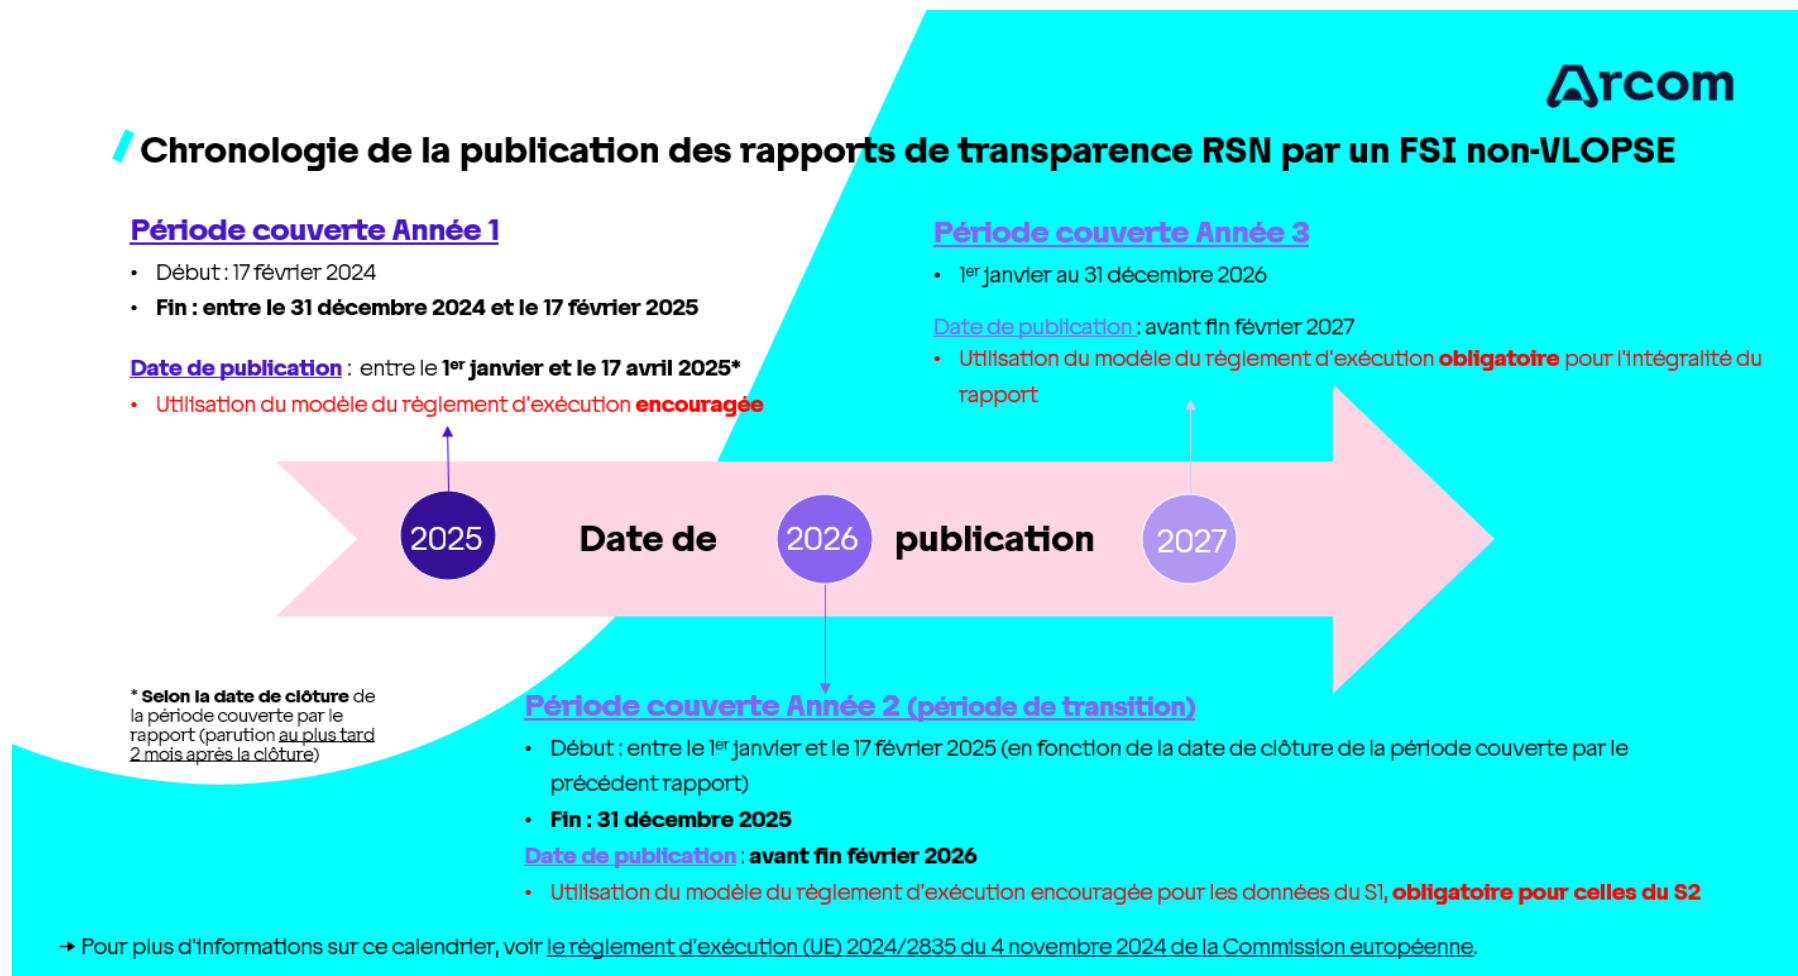 Arcom
Chronologie de la publication des rapports de transparence RSN par un FSI non-VLOPSE
Période couverte Année 1
• Début : 17 février 2024
• Fin : entre le 31 décembre 2024 et le 17 février 2025
Date de publication : entre le 1er janvier et le 17 avril 2025*
• Utilisation du modèle du règlement d'exécution encouragée
Période couverte Année 3
• 1er janvier au 31 décembre 2026
Date de publication : avant fin février 2027
• Utilisation du modèle du règlement d'exécution obligatoire pour l'intégralité du
rapport
2025 Date de 2026 publication 2027
* Selon la date de clôture de
la période couverte par le
rapport (parution au plus tard
2 mois après la clôture)
Période couverte Année 2 (période de transition)
• Début : entre le 1er janvier et le 17 février 2025 (en fonction de la date de clôture de la période couverte par le
précédent rapport)
• Fin : 31 décembre 2025
Date de publication : avant fin février 2026
• Utilisation du modèle du règlement d'exécution encouragée pour les données du S1, obligatoire pour celles du S2
→ Pour plus d'informations sur ce calendrier, voir le règlement d'exécution (UE) 2024/2835 du 4 novembre 2024 de la Commission européenne.